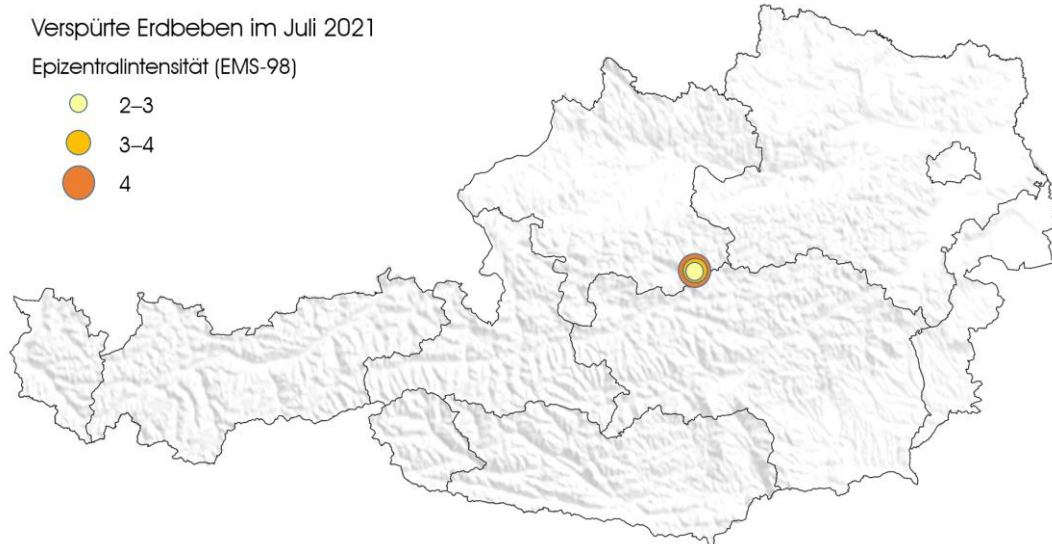 Verspürte Erdbeben im Juli 2021
Epizentralintensität (EMS-98)
2–3
3–4
4